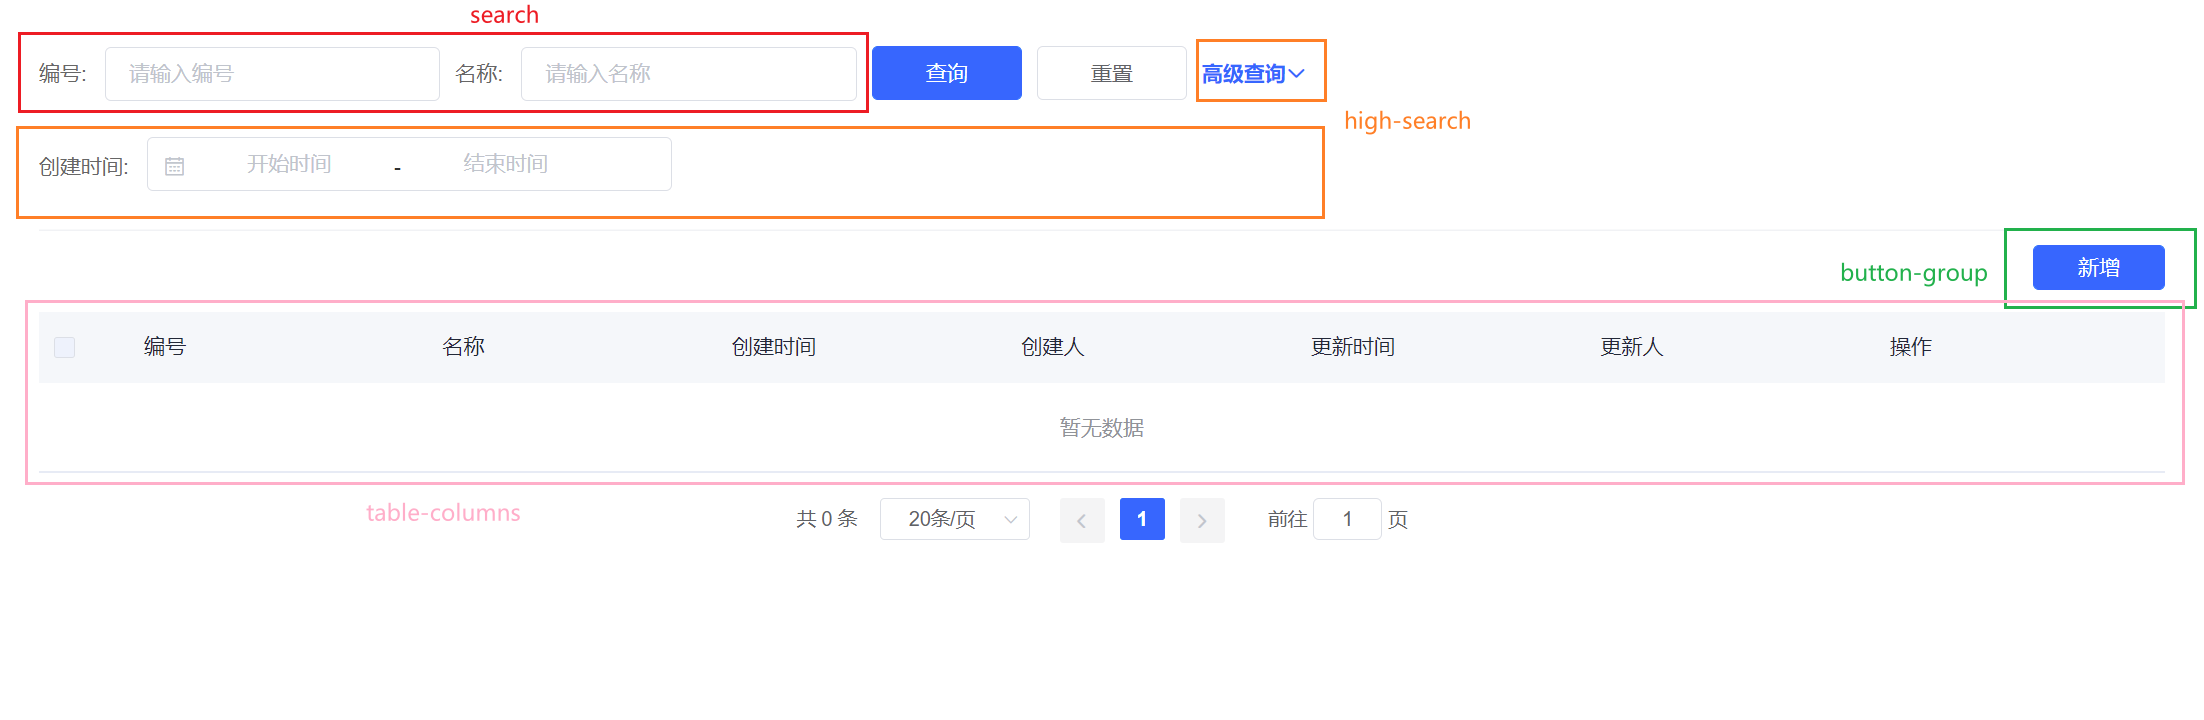 search
编号: 请输入编号 名称: 请输入名称 查询 重置 高级查询
high-search
创建时间: 开始时间 - 结束时间
button-group 新增
编号 名称 创建时间 创建人 更新时间 更新人 操作
暂无数据
table-columns
共 0 条 20条/页 1 前往 1 页